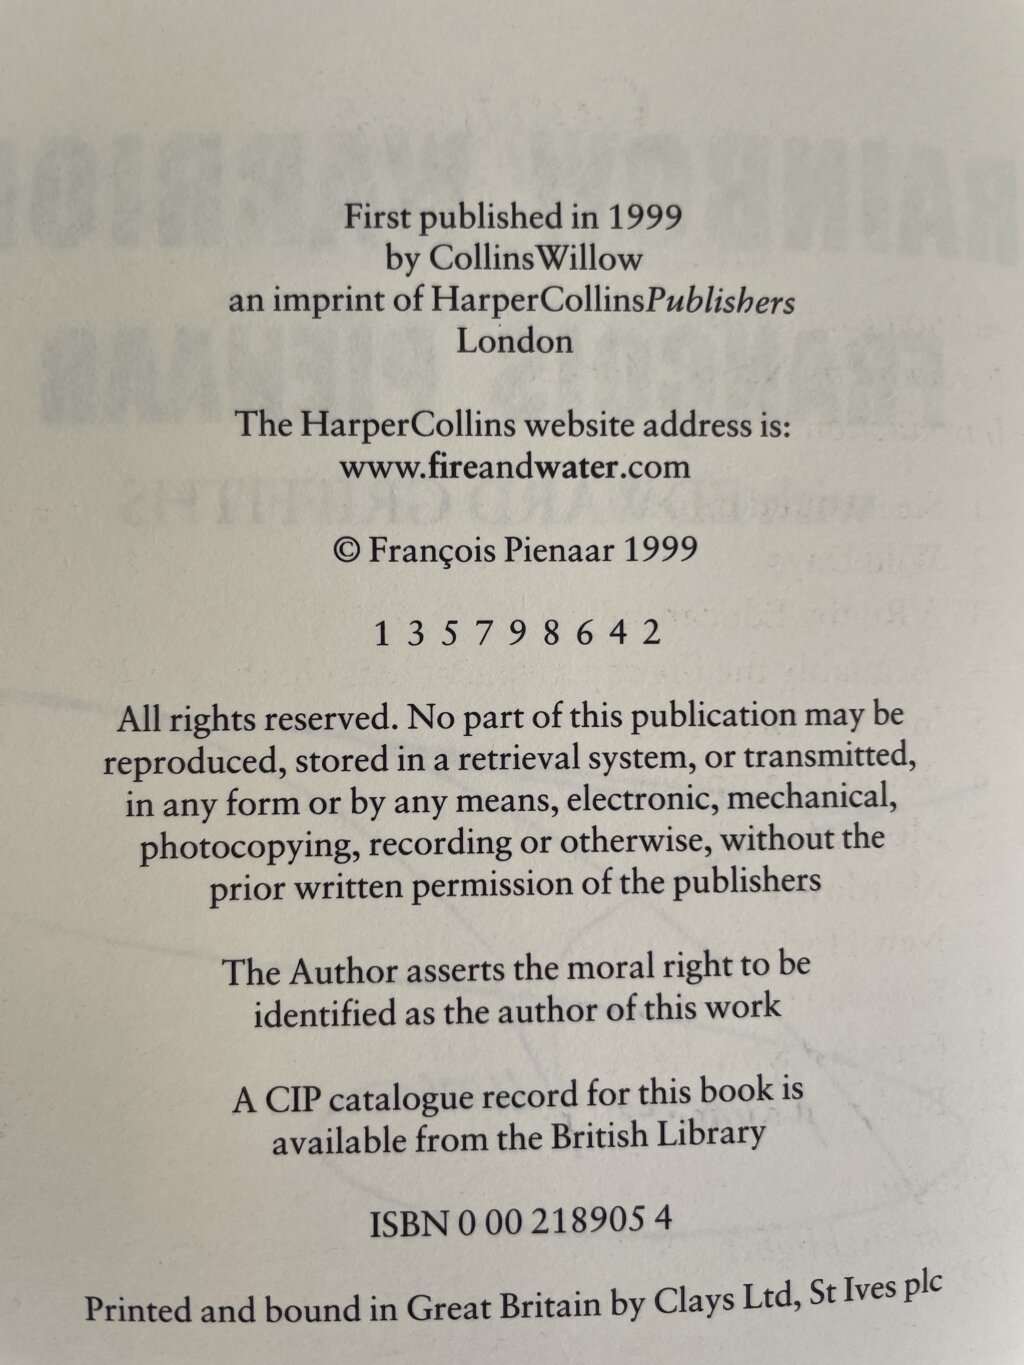 First published in 1999
by CollinsWillow
an imprint of HarperCollinsPublishers
London
The HarperCollins website address is:
www.fireandwater.com
© François Pienaar 1999
1 3 5 7 9 8 6 4 2
All rights reserved. No part of this publication may be
reproduced, stored in a retrieval system, or transmitted,
in any form or by any means, electronic, mechanical,
photocopying, recording or otherwise, without the
prior written permission of the publishers
The Author asserts the moral right to be
identified as the author of this work
A CIP catalogue record for this book is
available from the British Library
ISBN 0 00 218905 4
Printed and bound in Great Britain by Clays Ltd, St Ives plc